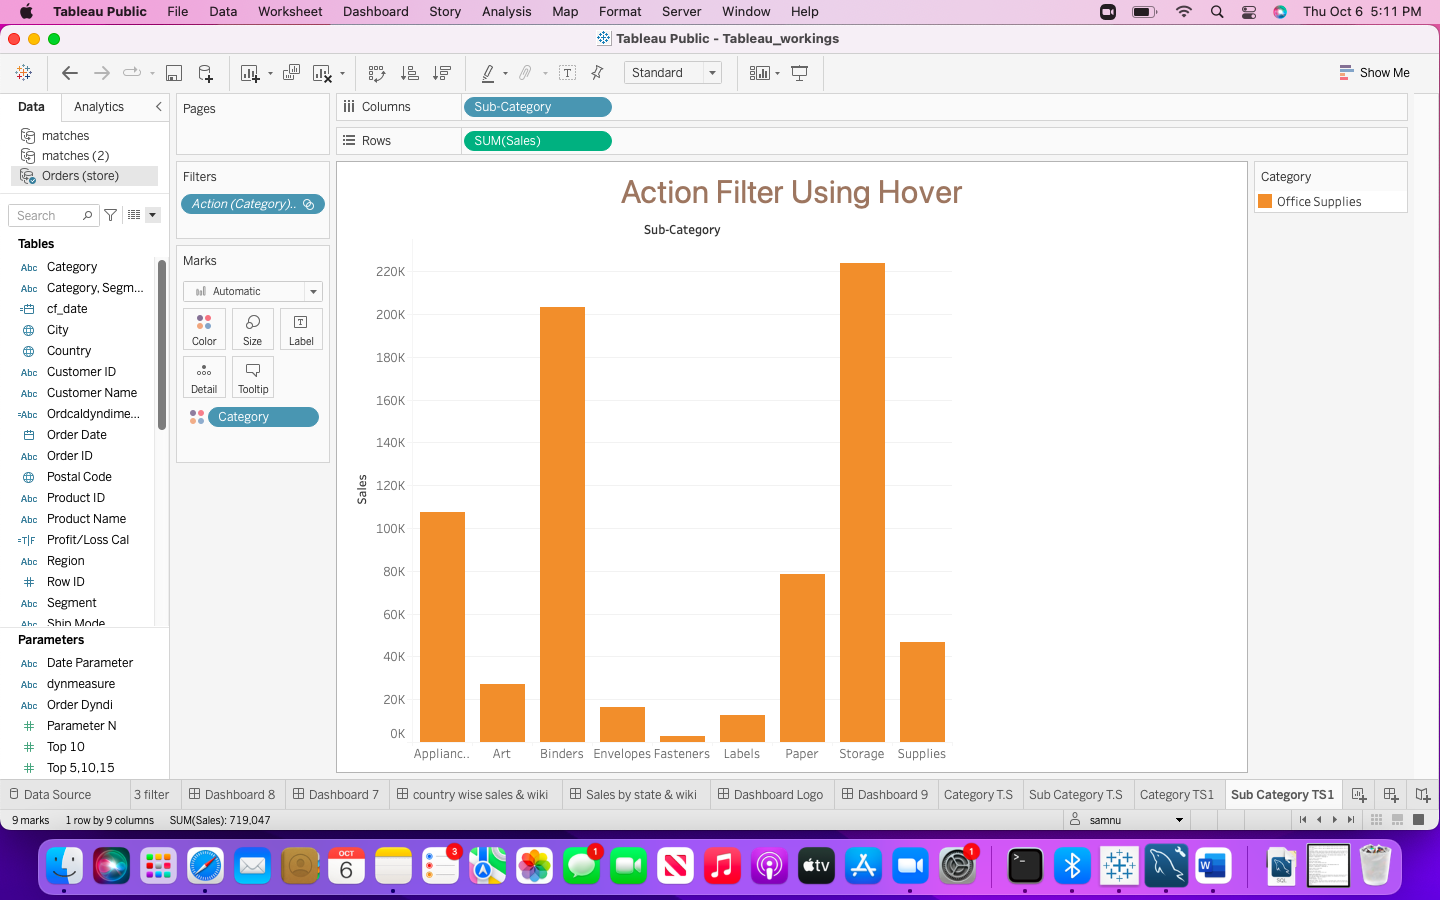 Tableau Public File Data Worksheet Dashboard Story Analysis Map Format Server Window Help Thu Oct 6 5:11 PM
Tableau Public - Tableau_workings
Standard
Show Me
Data Analytics
matches
matches (2)
Orders (store)
Search
Tables
Abc Category
Abc Category, Segm...
cf_date
City
Country
Abc Customer ID
Abc Customer Name
=Abc Ordcaldyndime...
Order Date
Abc Order ID
Postal Code
Abc Product ID
Abc Product Name
=T|F Profit/Loss Cal
Abc Region
# Row ID
Abc Segment
Abc Ship Mode
Parameters
Abc Date Parameter
Abc dynmeasure
Abc Order Dyndi
# Parameter N
# Top 10
# Top 5,10,15
Pages
Filters
Action (Category)..
Marks
Automatic
Color Size Label
Detail Tooltip
Category
Columns Sub-Category
Rows SUM(Sales)
Action Filter Using Hover
Sub-Category
Sales
220K
200K
180K
160K
140K
120K
100K
80K
60K
40K
20K
0K
Applianc.. Art Binders Envelopes Fasteners Labels Paper Storage Supplies
Category
Office Supplies
Data Source 3 filter Dashboard 8 Dashboard 7 country wise sales & wiki Sales by state & wiki Dashboard Logo Dashboard 9 Category T.S Sub Category T.S Category TS1 Sub Category TS1
9 marks 1 row by 9 columns SUM(Sales): 719,047 samnu
OCT
6
3
1
tv
1
W
SQL